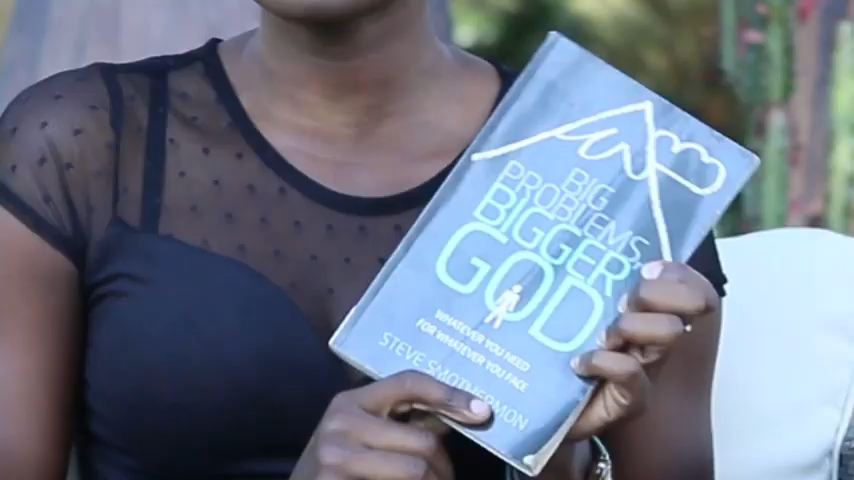 BIG
PROBLEMS,
BIGGER
GOD
WHATEVER YOU NEED
FOR WHATEVER YOU FACE
STEVE SMOTHERMON